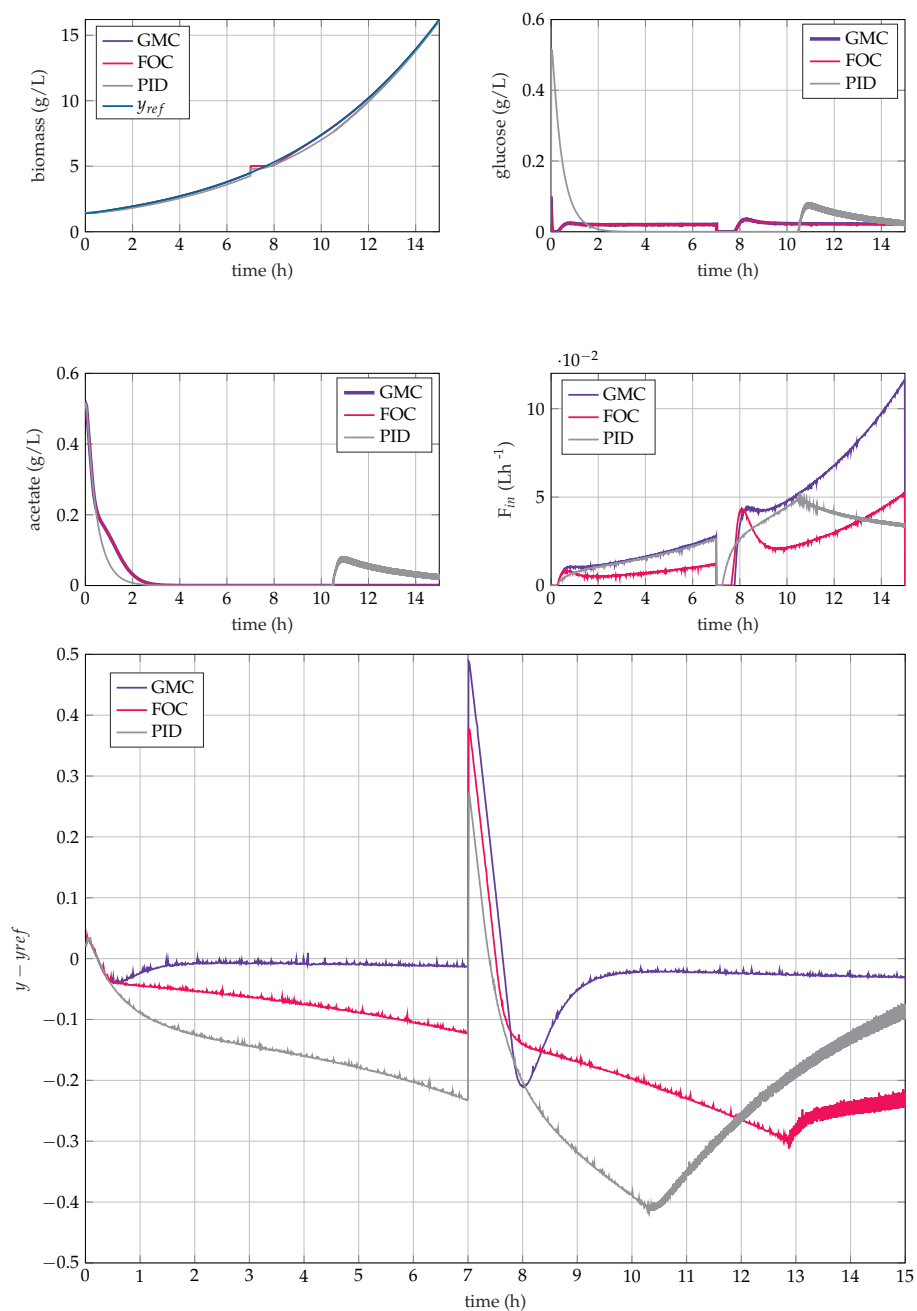 15
10
5
0
biomass (g/L)
GMC
FOC
PID
y_ref
0 2 4 6 8 10 12 14
time (h)
0.6
0.4
0.2
0
glucose (g/L)
GMC
FOC
PID
0 2 4 6 8 10 12 14
time (h)
0.6
0.4
0.2
0
acetate (g/L)
GMC
FOC
PID
0 2 4 6 8 10 12 14
time (h)
·10⁻²
10
5
0
F_in (Lh⁻¹)
GMC
FOC
PID
0 2 4 6 8 10 12 14
time (h)
0.5
0.4
0.3
0.2
0.1
0
−0.1
−0.2
−0.3
−0.4
−0.5
y − yref
GMC
FOC
PID
0 1 2 3 4 5 6 7 8 9 10 11 12 13 14 15
time (h)